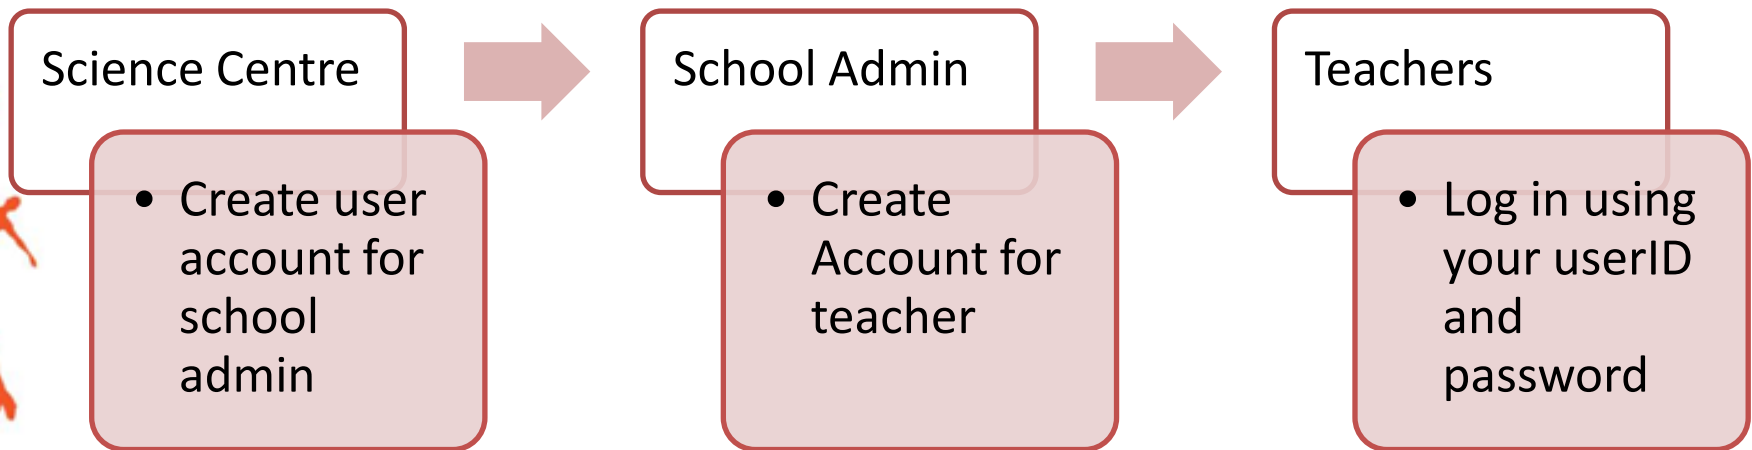 Science Centre
• Create user
account for
school
admin
School Admin
• Create
Account for
teacher
Teachers
• Log in using
your userID
and
password